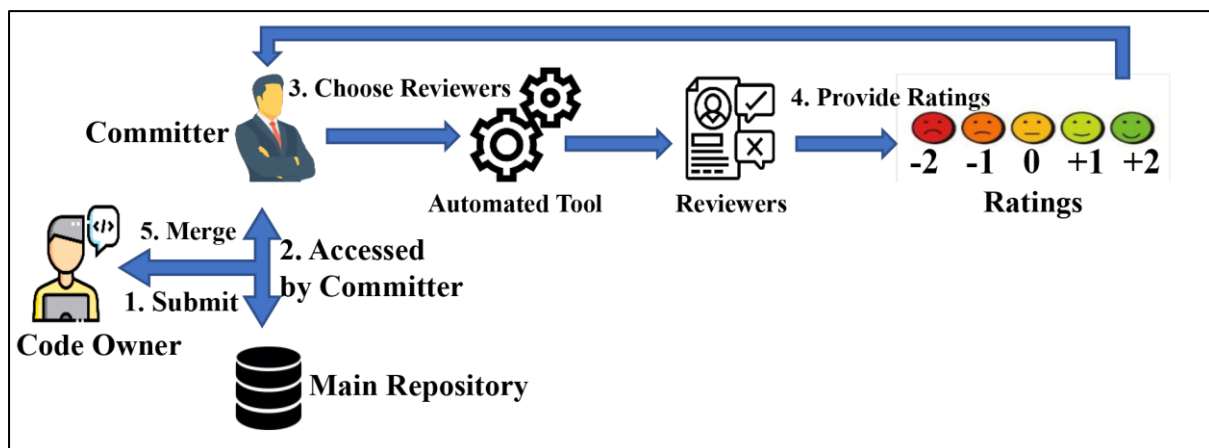 3. Choose Reviewers
4. Provide Ratings
Committer
-2 -1 0 +1 +2
Automated Tool
Reviewers
Ratings
</>
5. Merge
2. Accessed
by Committer
1. Submit
Code Owner
Main Repository